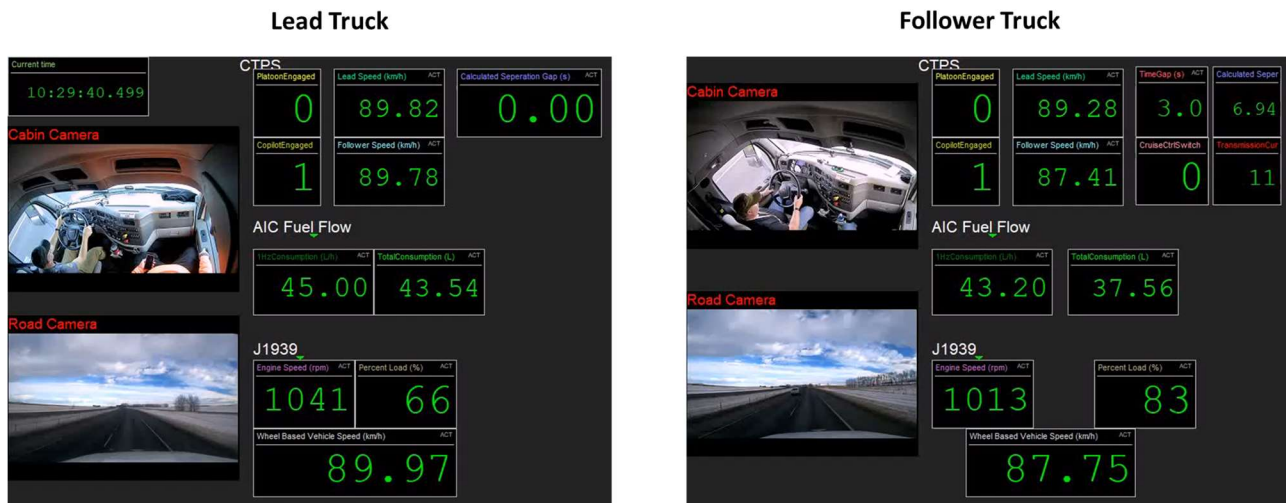 Lead Truck
Follower Truck
Current time
10:29:40.499
Cabin Camera
Road Camera
CTPS
PlatoonEngaged
0
Lead Speed (km/h) ACT
89.82
Calculated Seperation Gap (s) ACT
0.00
CopilotEngaged
1
Follower Speed (km/h) ACT
89.78
AIC Fuel Flow
1HzConsumption (L/h) ACT
45.00
TotalConsumption (L) ACT
43.54
J1939
Engine Speed (rpm) ACT
1041
Percent Load (%) ACT
66
Wheel Based Vehicle Speed (km/h) ACT
89.97
Cabin Camera
Road Camera
CTPS
PlatoonEngaged
0
Lead Speed (km/h) ACT
89.28
TimeGap (s) ACT
3.0
Calculated Seper
6.94
CopilotEngaged
1
Follower Speed (km/h) ACT
87.41
CruiseCtrlSwitch
0
TransmissionCur
11
AIC Fuel Flow
1HzConsumption (L/h) ACT
43.20
TotalConsumption (L) ACT
37.56
J1939
Engine Speed (rpm) ACT
1013
Percent Load (%) ACT
83
Wheel Based Vehicle Speed (km/h) ACT
87.75